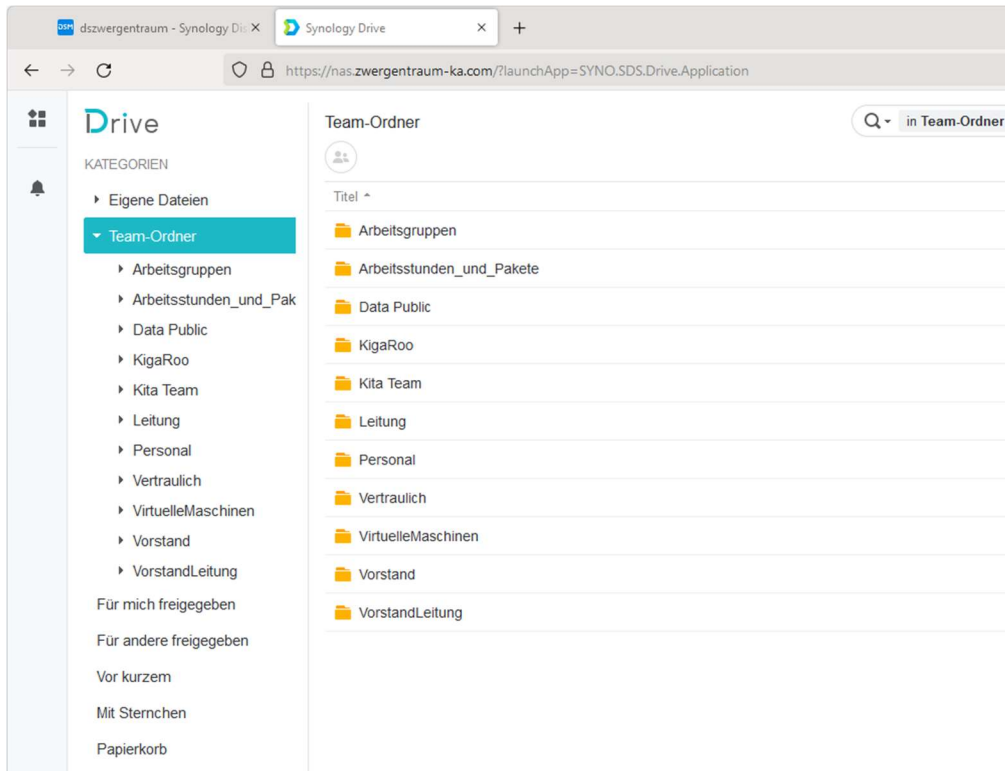 DSM dszwergentraum - Synology Dis
Synology Drive
https://nas.zwergentraum-ka.com/?launchApp=SYNO.SDS.Drive.Application
Drive
KATEGORIEN
Eigene Dateien
Team-Ordner
Arbeitsgruppen
Arbeitsstunden_und_Pak
Data Public
KigaRoo
Kita Team
Leitung
Personal
Vertraulich
VirtuelleMaschinen
Vorstand
VorstandLeitung
Für mich freigegeben
Für andere freigegeben
Vor kurzem
Mit Sternchen
Papierkorb
Team-Ordner
in Team-Ordner
Titel
Arbeitsgruppen
Arbeitsstunden_und_Pakete
Data Public
KigaRoo
Kita Team
Leitung
Personal
Vertraulich
VirtuelleMaschinen
Vorstand
VorstandLeitung